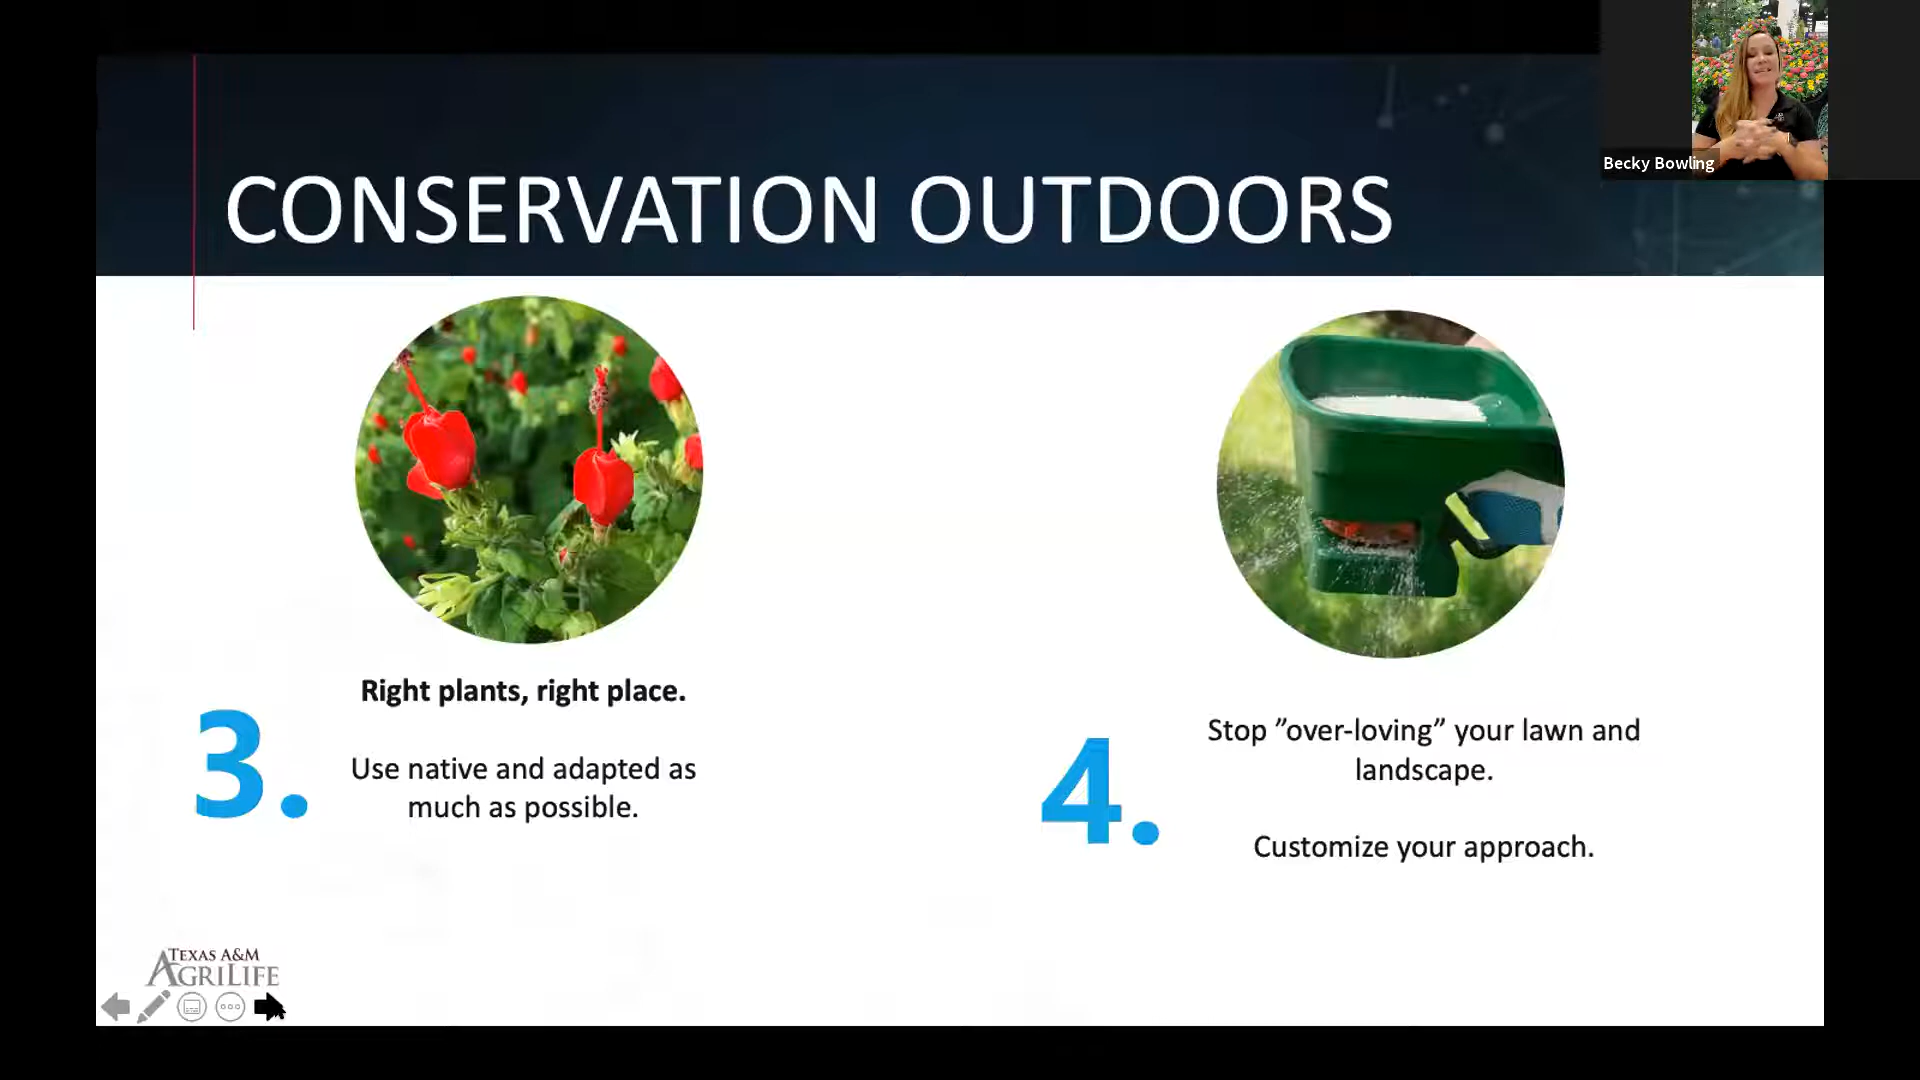 Becky Bowling
CONSERVATION OUTDOORS
3.
Right plants, right place.
Use native and adapted as
much as possible.
4.
Stop ”over-loving” your lawn and
landscape.
Customize your approach.
TEXAS A&M
AGRILIFE